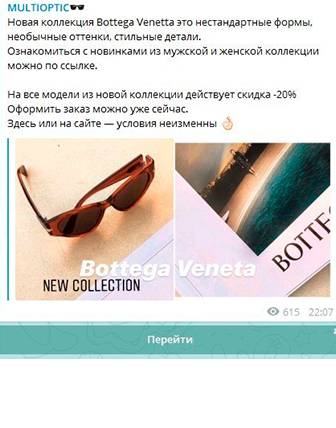 MULTIOPTIC🕶
Новая коллекция Bottega Venetta это нестандартные формы,
необычные оттенки, стильные детали.
Ознакомиться с новинками из мужской и женской коллекции
можно по ссылке.
На все модели из новой коллекции действует скидка -20%
Оформить заказ можно уже сейчас.
Здесь или на сайте — условия неизменны 👌🏻
BOTTE
Bottega Veneta
NEW COLLECTION
615 22:07
Перейти